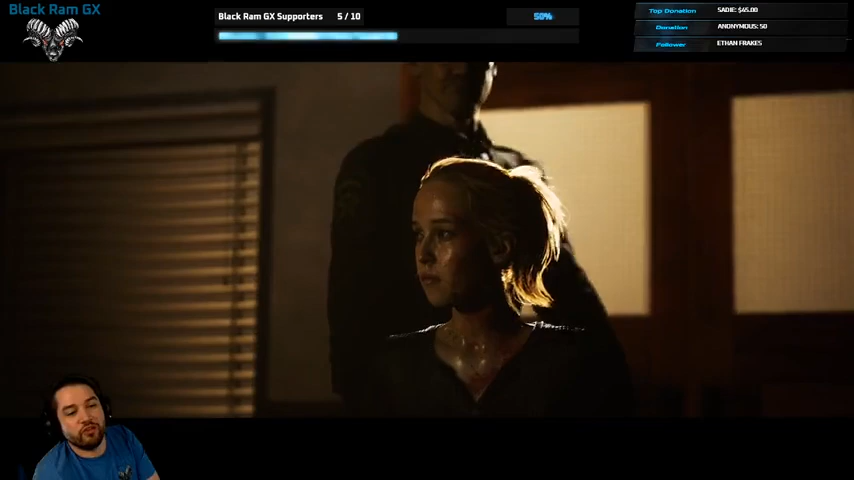 Black Ram GX
Black Ram GX Supporters 5 / 10
50%
Top Donation SADIE: $65.00
Donation ANONYMOUS: 50
Follower ETHAN FRAKES